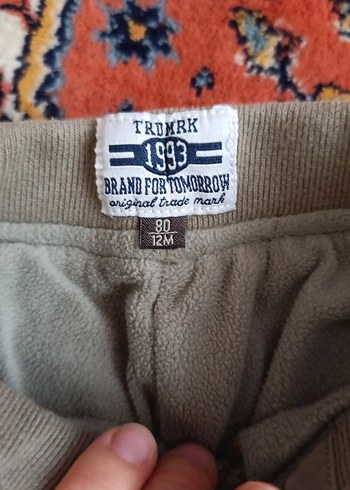 TRDMRK
1993
BRAND FOR TOMORROW
original trade mark
80
12M